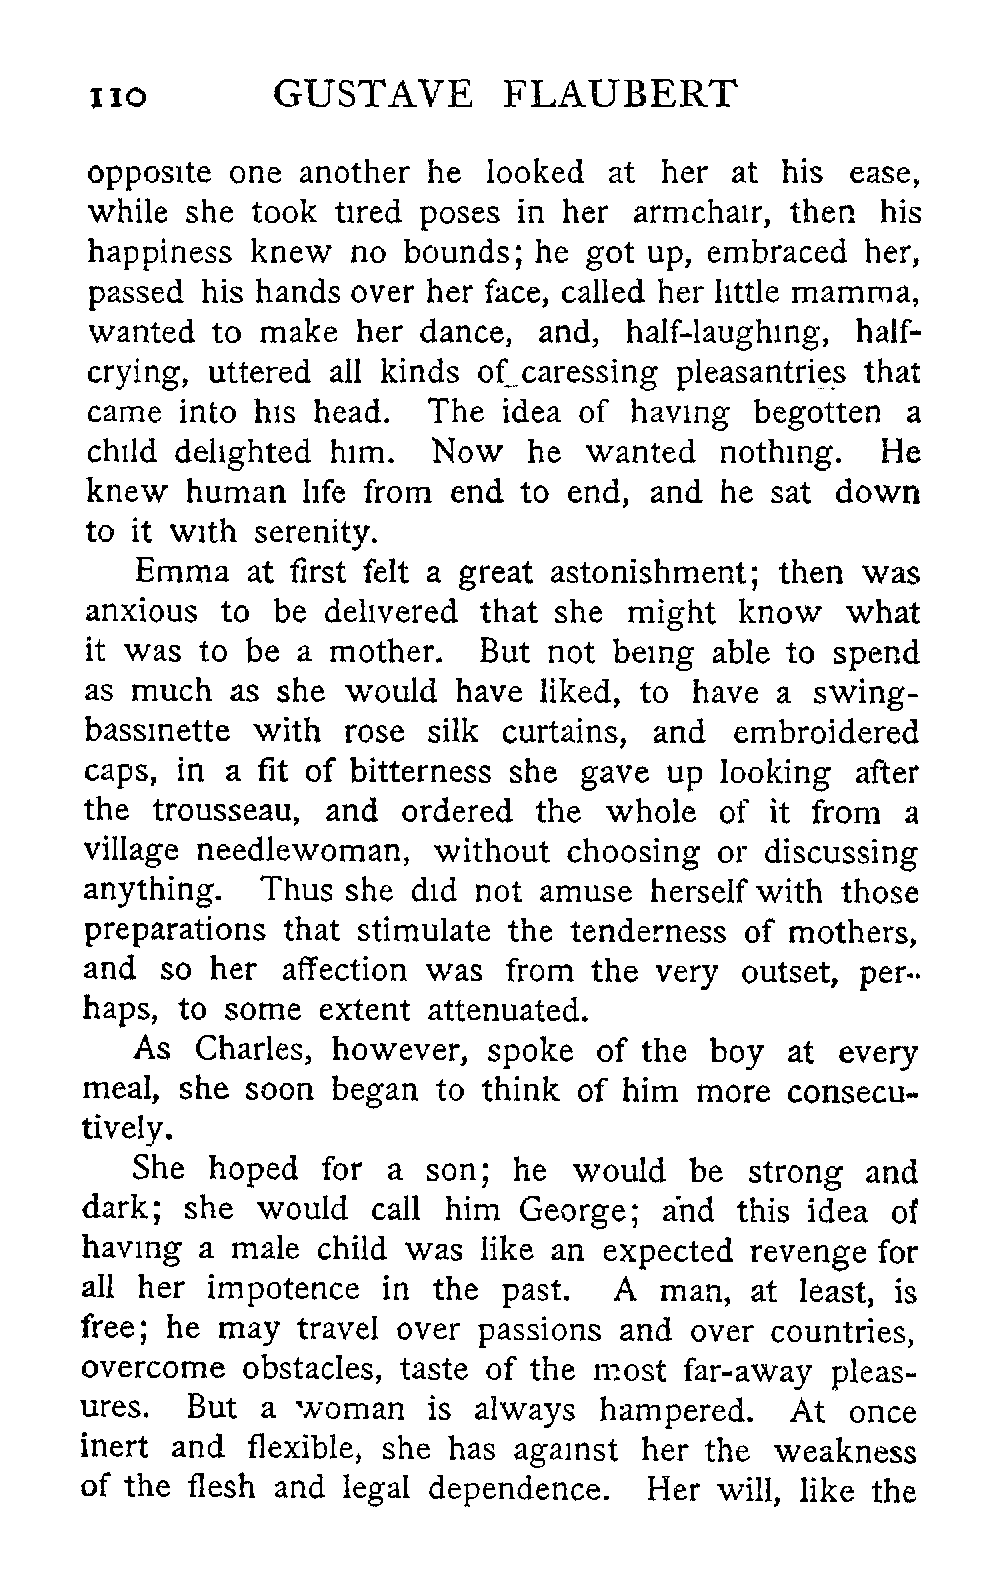 110 GUSTAVE FLAUBERT
opposite one another he looked at her at his ease,
while she took tired poses in her armchair, then his
happiness knew no bounds; he got up, embraced her,
passed his hands over her face, called her little mamma,
wanted to make her dance, and, half-laughing, half-
crying, uttered all kinds of caressing pleasantries that
came into his head. The idea of having begotten a
child delighted him. Now he wanted nothing. He
knew human life from end to end, and he sat down
to it with serenity.
Emma at first felt a great astonishment; then was
anxious to be delivered that she might know what
it was to be a mother. But not being able to spend
as much as she would have liked, to have a swing-
bassinette with rose silk curtains, and embroidered
caps, in a fit of bitterness she gave up looking after
the trousseau, and ordered the whole of it from a
village needlewoman, without choosing or discussing
anything. Thus she did not amuse herself with those
preparations that stimulate the tenderness of mothers,
and so her affection was from the very outset, per-
haps, to some extent attenuated.
As Charles, however, spoke of the boy at every
meal, she soon began to think of him more consecu-
tively.
She hoped for a son; he would be strong and
dark; she would call him George; and this idea of
having a male child was like an expected revenge for
all her impotence in the past. A man, at least, is
free; he may travel over passions and over countries,
overcome obstacles, taste of the most far-away pleas-
ures. But a woman is always hampered. At once
inert and flexible, she has against her the weakness
of the flesh and legal dependence. Her will, like the